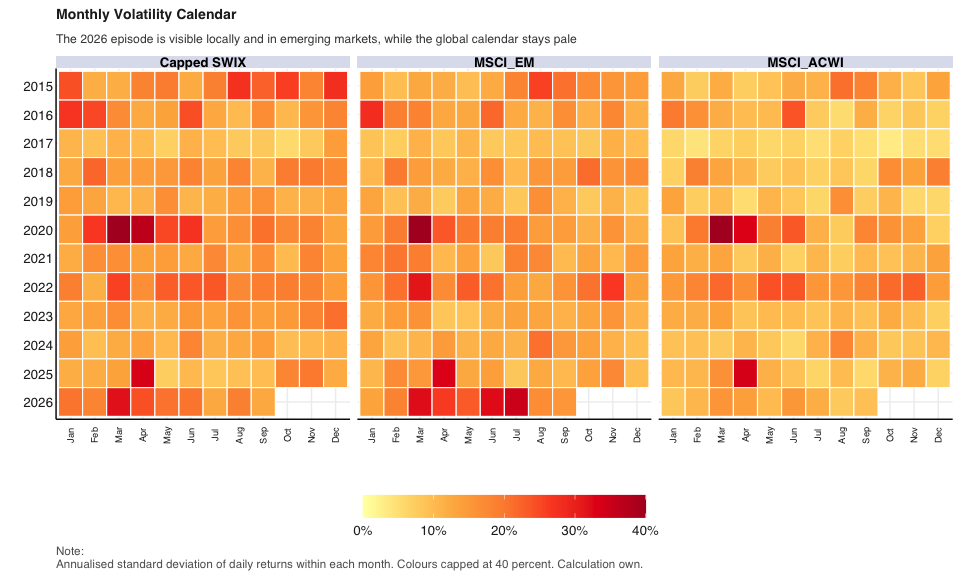 Monthly Volatility Calendar
The 2026 episode is visible locally and in emerging markets, while the global calendar stays pale
Capped SWIX MSCI_EM MSCI_ACWI
2015
2016
2017
2018
2019
2020
2021
2022
2023
2024
2025
2026
Jan Feb Mar Apr May Jun Jul Aug Sep Oct Nov Dec Jan Feb Mar Apr May Jun Jul Aug Sep Oct Nov Dec Jan Feb Mar Apr May Jun Jul Aug Sep Oct Nov Dec
0% 10% 20% 30% 40%
Note:
Annualised standard deviation of daily returns within each month. Colours capped at 40 percent. Calculation own.